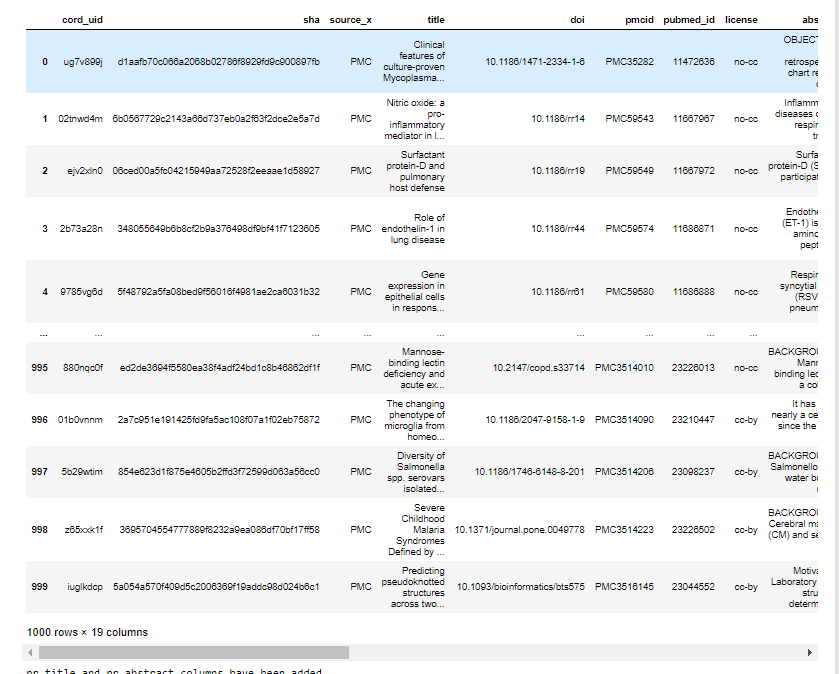 cord_uid sha source_x title doi pmcid pubmed_id license abs
0 ug7v899j d1aafb70c066a2068b02786f8929fd9c900897fb PMC Clinical features of culture-proven Mycoplasma... 10.1186/1471-2334-1-6 PMC35282 11472636 no-cc OBJECT retrospe chart re
1 02tnwd4m 6b0567729c2143a66d737eb0a2f63f2dce2e5a7d PMC Nitric oxide: a pro-inflammatory mediator in l... 10.1186/rr14 PMC59543 11667967 no-cc Inflamm diseases respir tr
2 ejv2xln0 06ced00a5fc04215949aa72528f2eeaae1d58927 PMC Surfactant protein-D and pulmonary host defense 10.1186/rr19 PMC59549 11667972 no-cc Surfa protein-D (S participat
3 2b73a28n 348055649b6b8cf2b9a376498df9bf41f7123605 PMC Role of endothelin-1 in lung disease 10.1186/rr44 PMC59574 11686871 no-cc Endothe (ET-1) is amino pept
4 9785vg6d 5f48792a5fa08bed9f56016f4981ae2ca6031b32 PMC Gene expression in epithelial cells in respons... 10.1186/rr61 PMC59580 11686888 no-cc Respir syncytial (RSV pneum
... ... ... ... ... ... ... ... ...
995 880nqc0f ed2de3694f5580ea38f4adf24bd1c8b46862df1f PMC Mannose-binding lectin deficiency and acute ex... 10.2147/copd.s33714 PMC3514010 23226013 no-cc BACKGROU Mann binding lec a co
996 01b0vnnm 2a7c951e191425fd9fa5ac108f07a1f02eb75872 PMC The changing phenotype of microglia from homeo... 10.1186/2047-9158-1-9 PMC3514090 23210447 cc-by It has nearly a ce since the
997 5b29wtim 854e623d1f875e4605b2ffd3f72599d063a56cc0 PMC Diversity of Salmonella spp. serovars isolated... 10.1186/1746-6148-8-201 PMC3514206 23098237 cc-by BACKGROU Salmonello water b
998 z65xxk1f 3695704554777889f8232a9ea086df70bf17ff58 PMC Severe Childhood Malaria Syndromes Defined by ... 10.1371/journal.pone.0049778 PMC3514223 23226502 cc-by BACKGROU Cerebral ma (CM) and se
999 iuglkdcp 5a054a570f409d5c2006369f19addc98d024b6c1 PMC Predicting pseudoknotted structures across two... 10.1093/bioinformatics/bts575 PMC3516145 23044552 cc-by Motiva Laboratory stru determ
1000 rows × 19 columns
pr_title and pr_abstract columns have been added